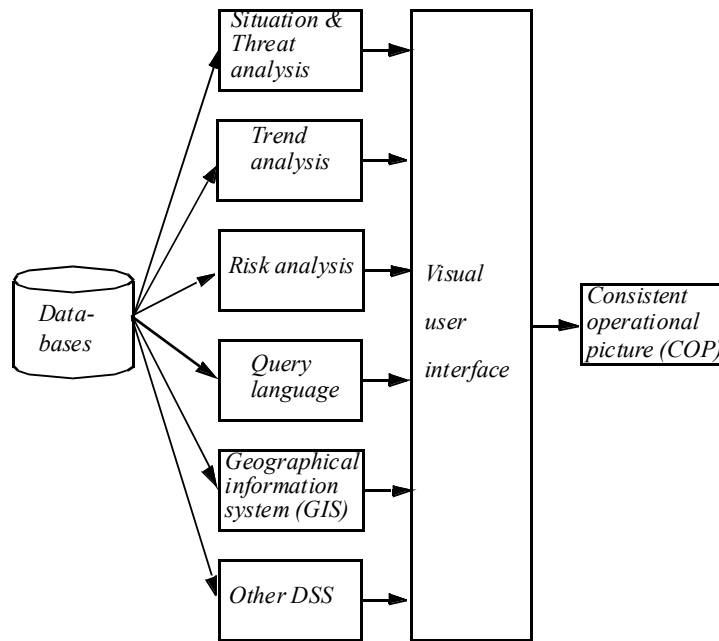 Situation &
Threat
analysis
Trend
analysis
Risk analysis
Query
language
Geographical
information
system (GIS)
Other DSS
Data-
bases
Visual
user
interface
Consistent
operational
picture (COP)